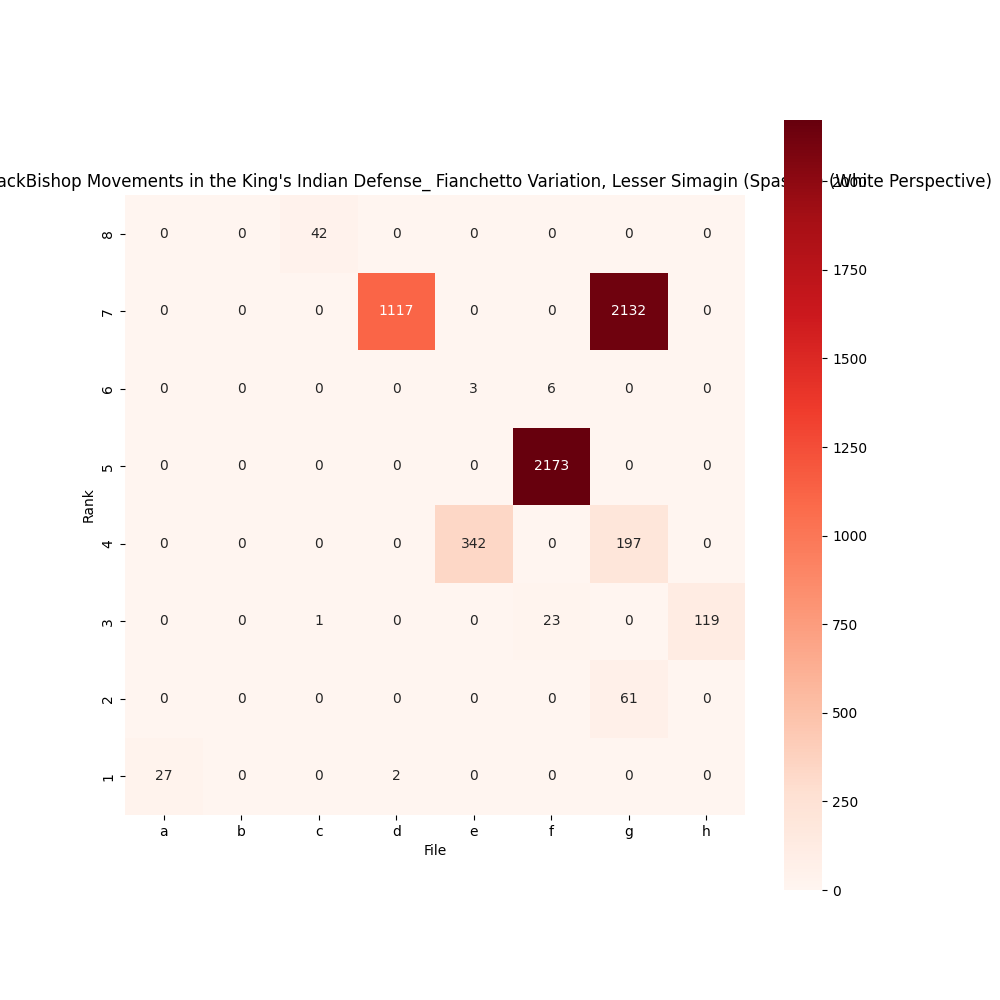 ackBishop Movements in the King's Indian Defense_ Fianchetto Variation, Lesser Simagin (Spas (White Perspective)
8 0 0 42 0 0 0 0 0
7 0 0 0 1117 0 0 2132 0
6 0 0 0 0 3 6 0 0
5 0 0 0 0 0 2173 0 0
4 0 0 0 0 342 0 197 0
3 0 0 1 0 0 23 0 119
2 0 0 0 0 0 0 61 0
1 27 0 0 2 0 0 0 0
a b c d e f g h
File
Rank
1750
1500
1250
1000
750
500
250
0